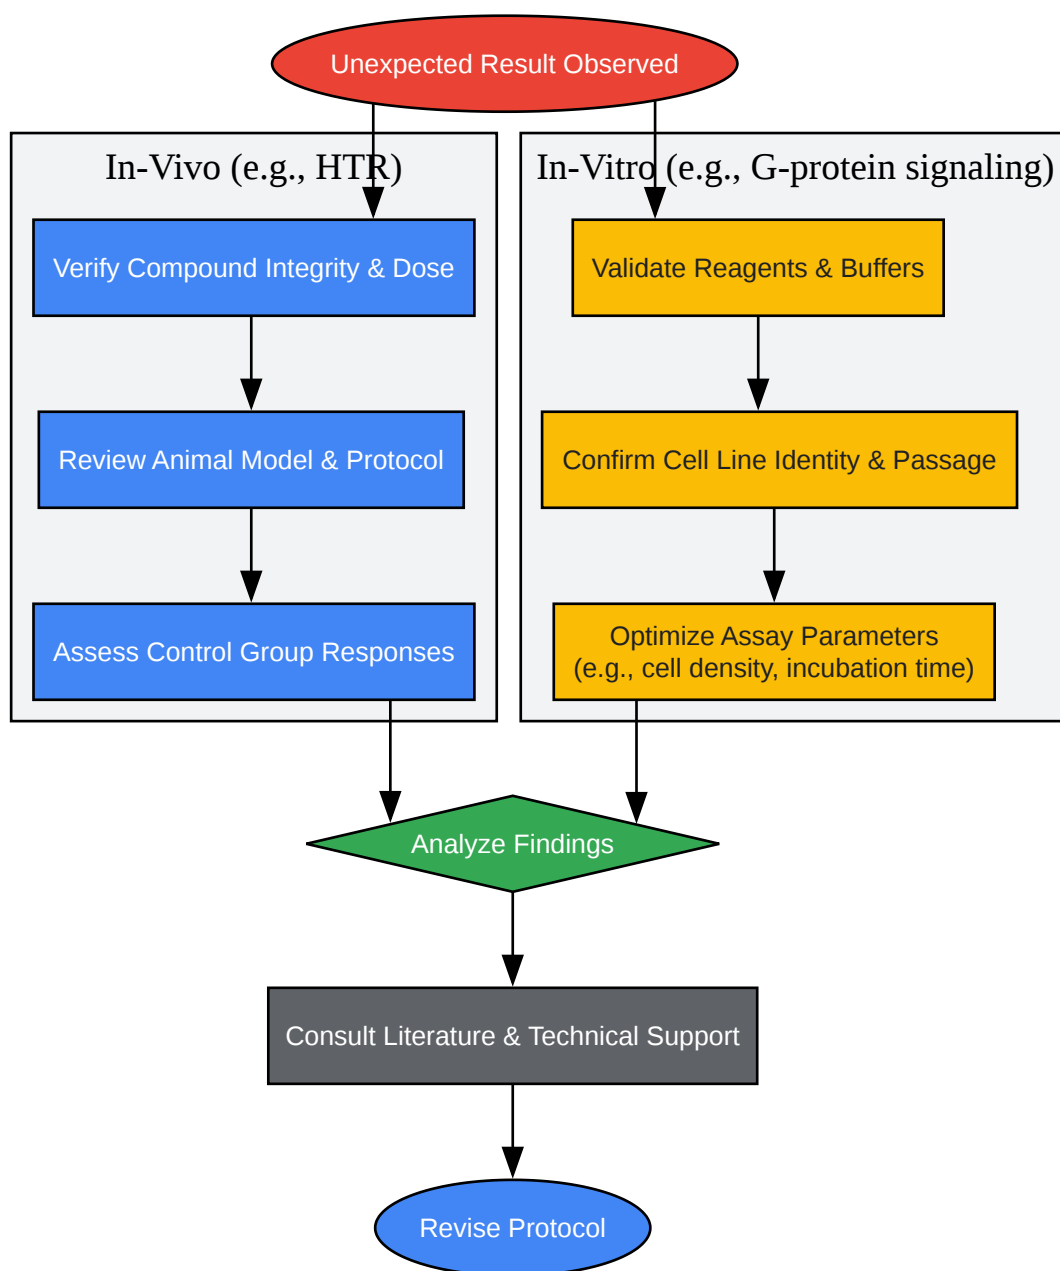 Unexpected Result Observed
In-Vivo (e.g., HTR)
Verify Compound Integrity & Dose
Review Animal Model & Protocol
Assess Control Group Responses
In-Vitro (e.g., G-protein signaling)
Validate Reagents & Buffers
Confirm Cell Line Identity & Passage
Optimize Assay Parameters
(e.g., cell density, incubation time)
Analyze Findings
Consult Literature & Technical Support
Revise Protocol